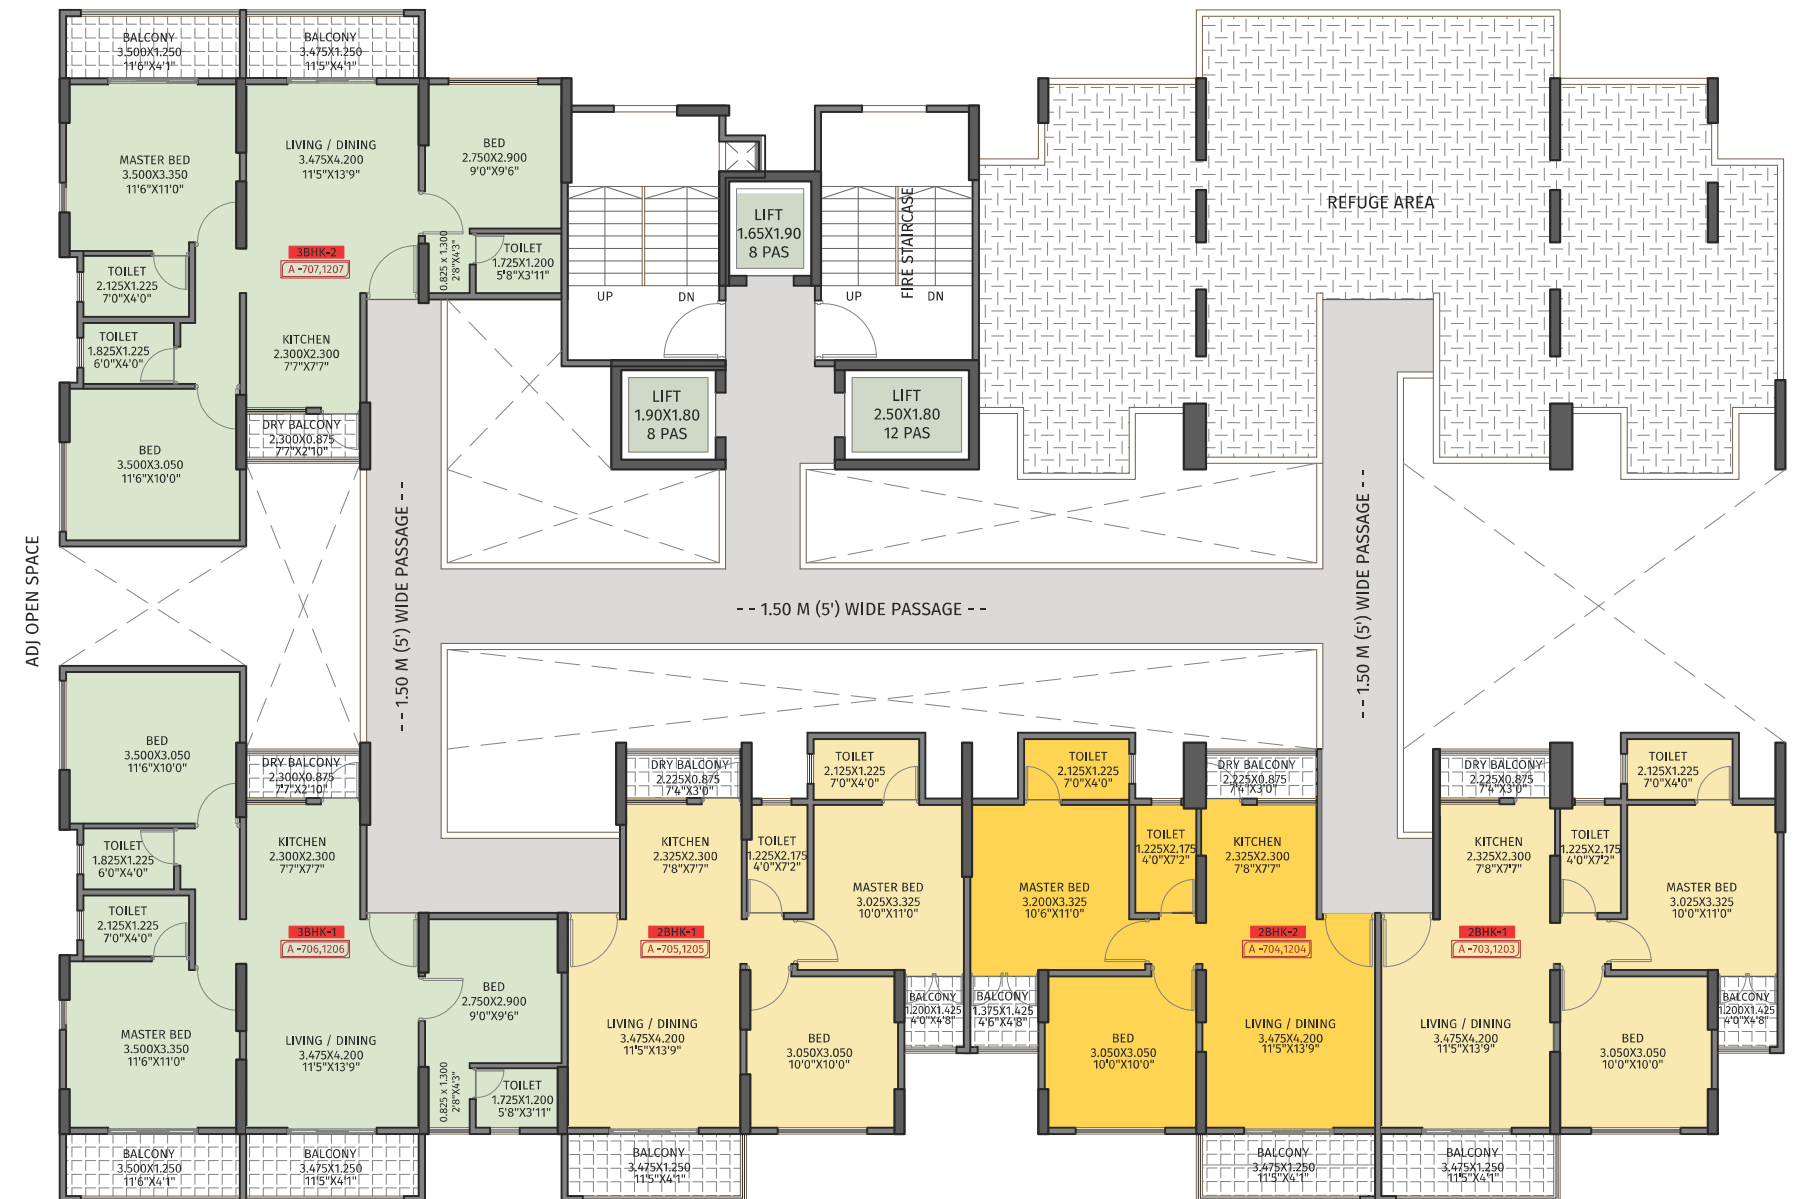 BALCONY
3.500X1.250
11'6"X4'1"
BALCONY
3.475X1.250
11'5"X4'1"
MASTER BED
3.500X3.350
11'6"X11'0"
LIVING / DINING
3.475X4.200
11'5"X13'9"
BED
2.750X2.900
9'0"X9'6"
3BHK-2
A -707,1207
0.825 x 1.300
2'8"X4'3"
TOILET
1.725X1.200
5'8"X3'11"
TOILET
2.125X1.225
7'0"X4'0"
TOILET
1.825X1.225
6'0"X4'0"
KITCHEN
2.300X2.300
7'7"X7'7"
DRY BALCONY
2.300X0.875
7'7"X2'10"
BED
3.500X3.050
11'6"X10'0"
UP
DN
LIFT
1.65X1.90
8 PAS
FIRE STAIRCASE
UP
DN
LIFT
1.90X1.80
8 PAS
LIFT
2.50X1.80
12 PAS
REFUGE AREA
ADJ OPEN SPACE
-- 1.50 M (5') WIDE PASSAGE --
-- 1.50 M (5') WIDE PASSAGE --
-- 1.50 M (5') WIDE PASSAGE --
BED
3.500X3.050
11'6"X10'0"
DRY BALCONY
2.300X0.875
7'7"X2'10"
TOILET
1.825X1.225
6'0"X4'0"
KITCHEN
2.300X2.300
7'7"X7'7"
TOILET
2.125X1.225
7'0"X4'0"
3BHK-1
A -706,1206
MASTER BED
3.500X3.350
11'6"X11'0"
LIVING / DINING
3.475X4.200
11'5"X13'9"
BED
2.750X2.900
9'0"X9'6"
0.825 x 1.300
2'8"X4'3"
TOILET
1.725X1.200
5'8"X3'11"
BALCONY
3.500X1.250
11'6"X4'1"
BALCONY
3.475X1.250
11'5"X4'1"
DRY BALCONY
2.225X0.875
7'4"X3'0"
TOILET
2.125X1.225
7'0"X4'0"
KITCHEN
2.325X2.300
7'8"X7'7"
TOILET
1.225X2.175
4'0"X7'2"
MASTER BED
3.025X3.325
10'0"X11'0"
2BHK-1
A -705,1205
LIVING / DINING
3.475X4.200
11'5"X13'9"
BED
3.050X3.050
10'0"X10'0"
BALCONY
1.200X1.425
4'0"X4'8"
BALCONY
3.475X1.250
11'5"X4'1"
TOILET
2.125X1.225
7'0"X4'0"
DRY BALCONY
2.225X0.875
7'4"X3'0"
MASTER BED
3.200X3.325
10'6"X11'0"
TOILET
1.225X2.175
4'0"X7'2"
KITCHEN
2.325X2.300
7'8"X7'7"
2BHK-2
A -704,1204
BALCONY
1.375X1.425
4'6"X4'8"
BED
3.050X3.050
10'0"X10'0"
LIVING / DINING
3.475X4.200
11'5"X13'9"
BALCONY
3.475X1.250
11'5"X4'1"
DRY BALCONY
2.225X0.875
7'4"X3'0"
TOILET
2.125X1.225
7'0"X4'0"
KITCHEN
2.325X2.300
7'8"X7'7"
TOILET
1.225X2.175
4'0"X7'2"
MASTER BED
3.025X3.325
10'0"X11'0"
2BHK-1
A -703,1203
LIVING / DINING
3.475X4.200
11'5"X13'9"
BED
3.050X3.050
10'0"X10'0"
BALCONY
1.200X1.425
4'0"X4'8"
BALCONY
3.475X1.250
11'5"X4'1"